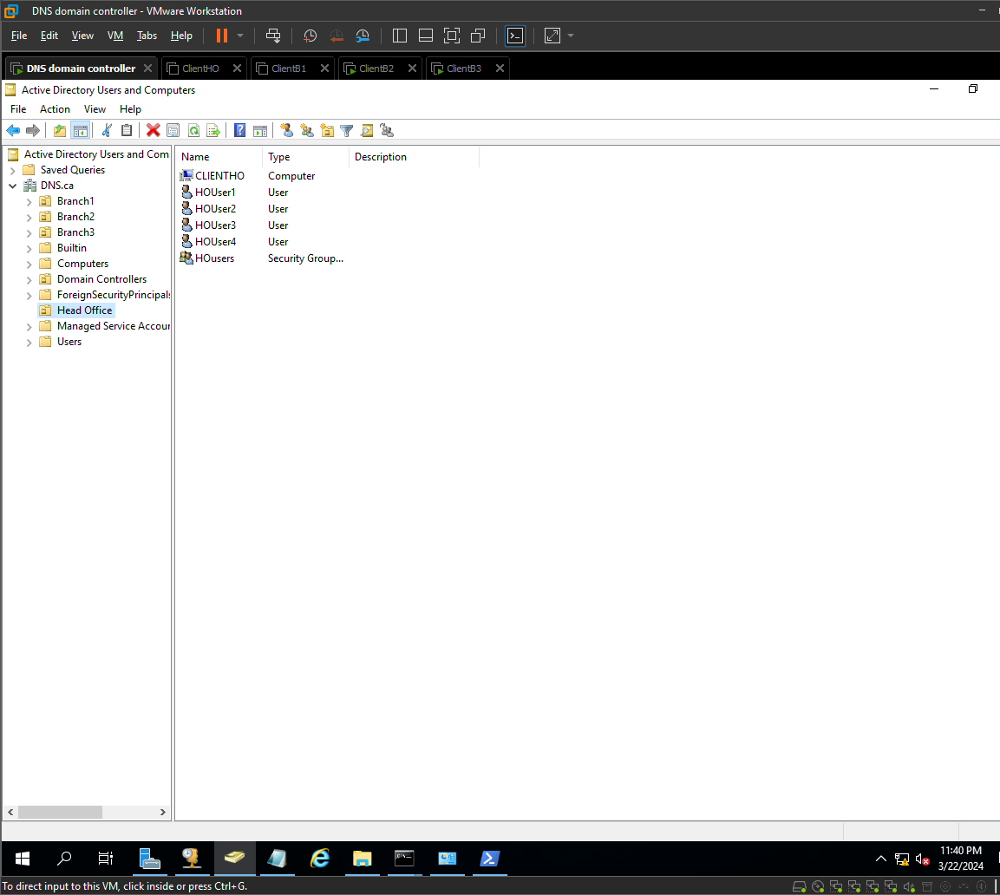 DNS domain controller - VMware Workstation
File Edit View VM Tabs Help
DNS domain controller ClientHO ClientB1 ClientB2 ClientB3
Active Directory Users and Computers
File Action View Help
Active Directory Users and Com
Saved Queries
DNS.ca
Branch1
Branch2
Branch3
Builtin
Computers
Domain Controllers
ForeignSecurityPrincipals
Head Office
Managed Service Accour
Users
Name Type Description
CLIENTHO Computer
HOUser1 User
HOUser2 User
HOUser3 User
HOUser4 User
HOusers Security Group...
11:40 PM
3/22/2024
To direct input to this VM, click inside or press Ctrl+G.